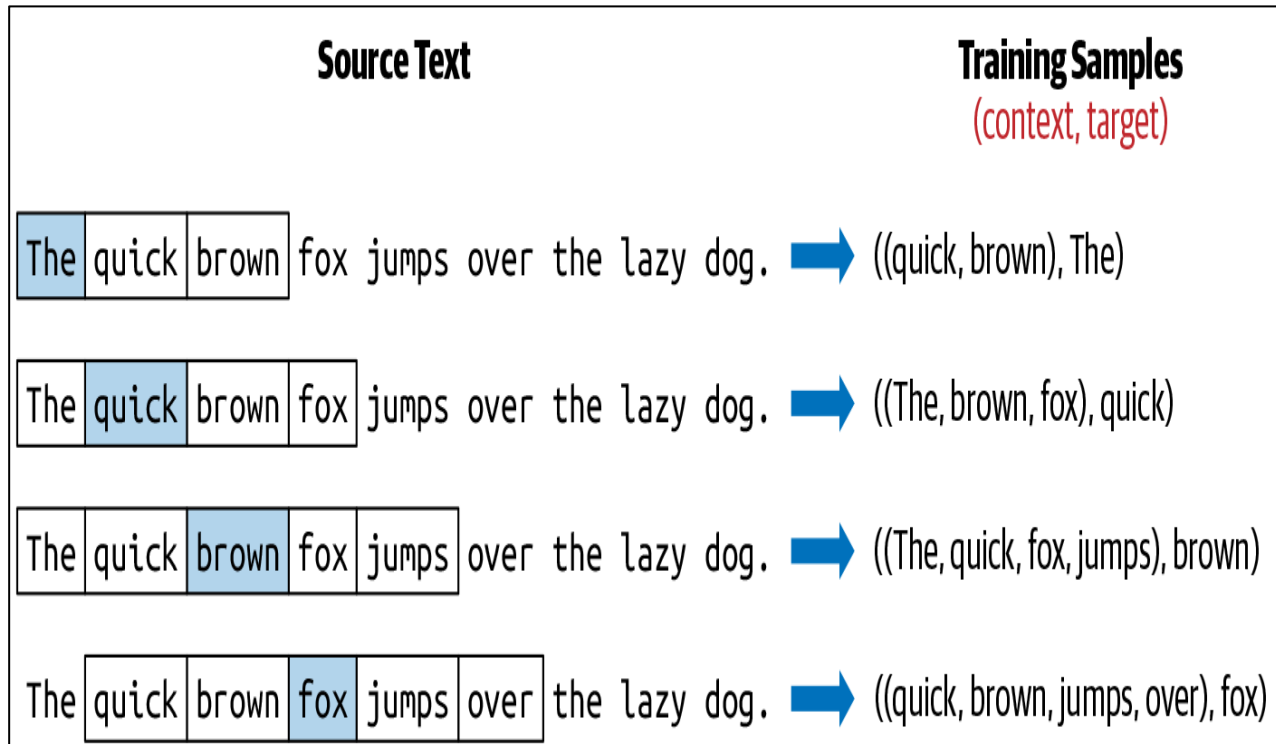 Source Text Training Samples
(context, target)
The quick brown fox jumps over the lazy dog. ((quick, brown), The)
The quick brown fox jumps over the lazy dog. ((The, brown, fox), quick)
The quick brown fox jumps over the lazy dog. ((The, quick, fox, jumps), brown)
The quick brown fox jumps over the lazy dog. ((quick, brown, jumps, over), fox)